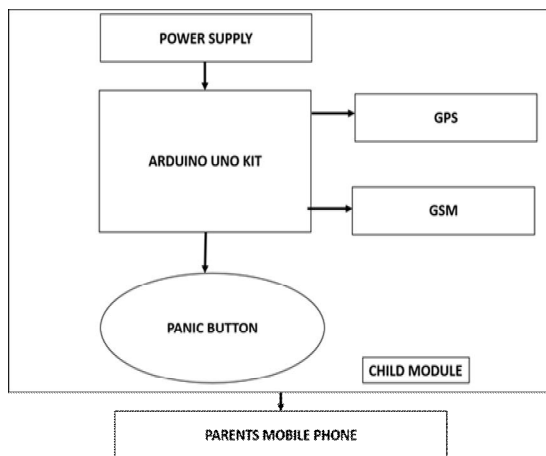 POWER SUPPLY
ARDUINO UNO KIT
GPS
GSM
PANIC BUTTON
CHILD MODULE
PARENTS MOBILE PHONE